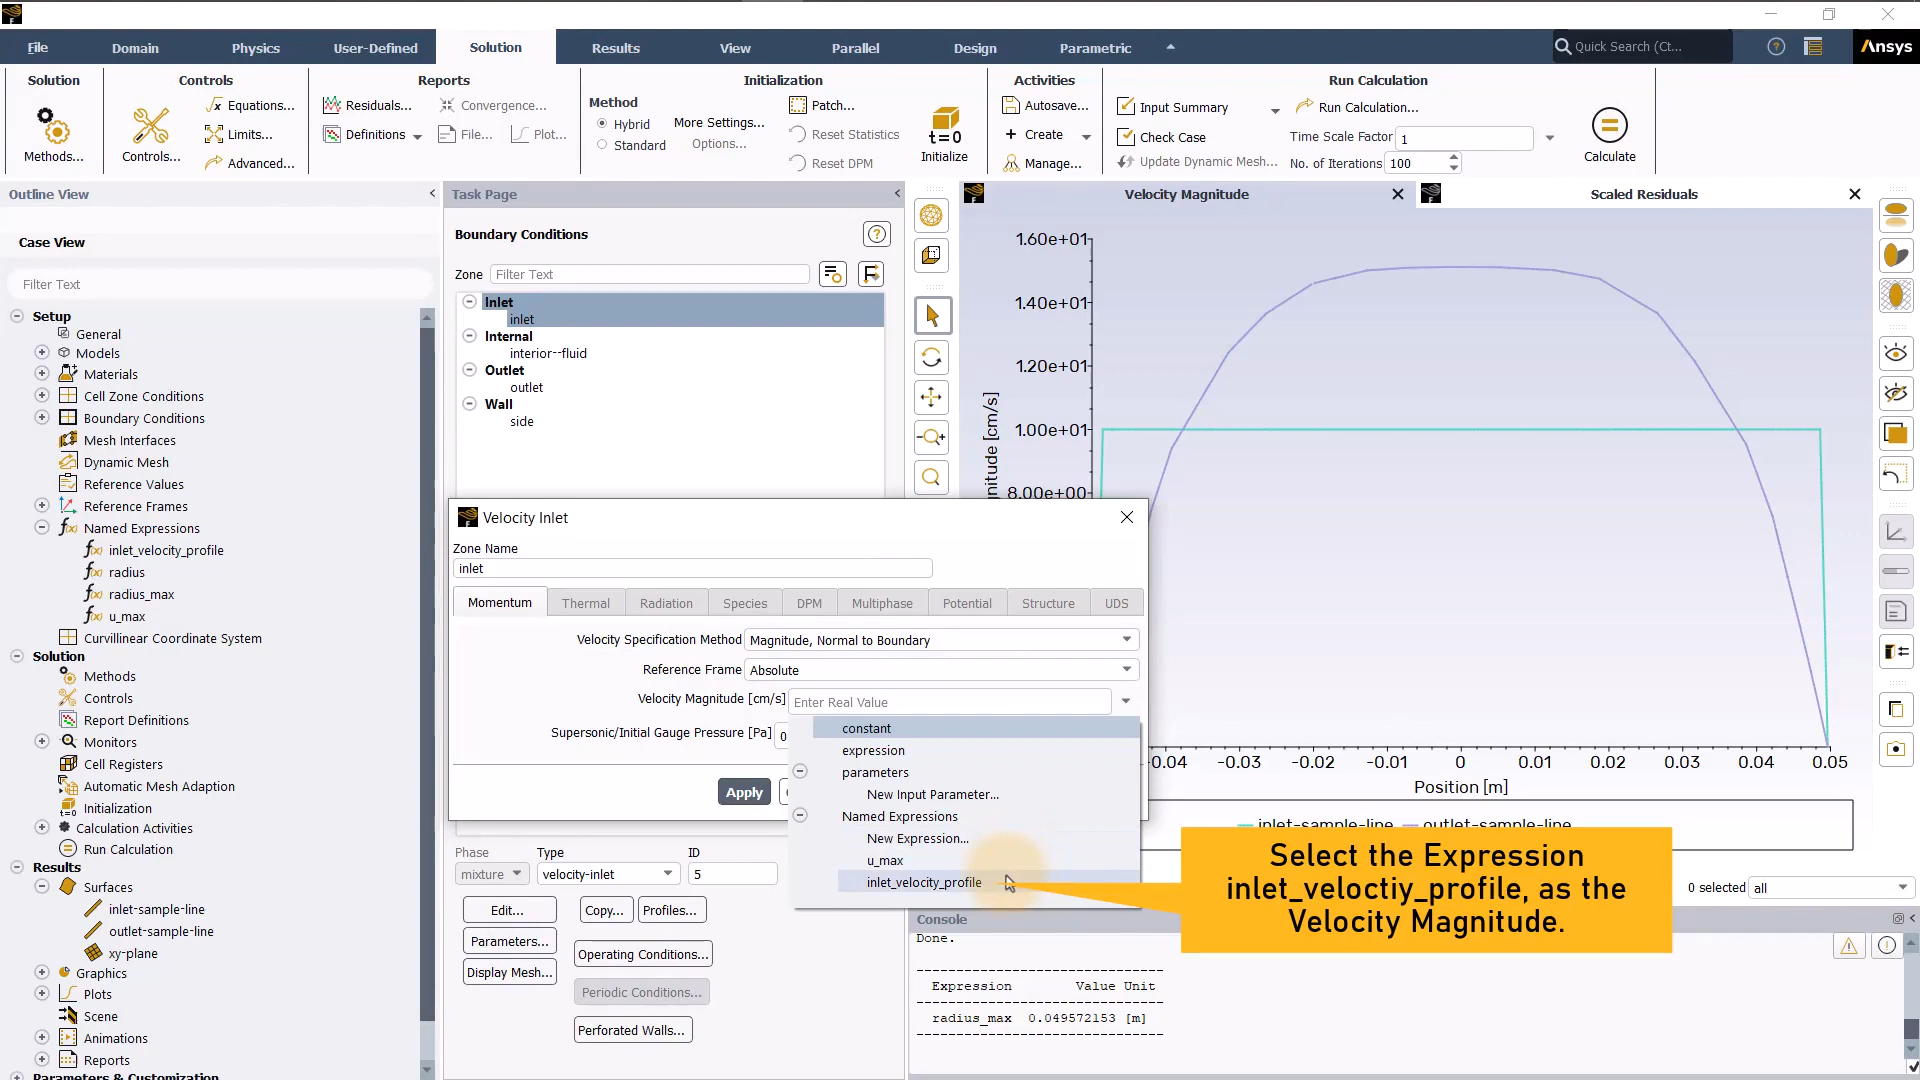 File
Domain
Physics
User-Defined
Solution
Results
View
Parallel
Design
Parametric
Quick Search (Ct...
Ansys
Solution
Methods...
Controls
Controls...
Equations...
Limits...
Advanced...
Reports
Residuals...
Convergence...
Definitions
File...
Plot...
Initialization
Method
Hybrid
Standard
More Settings...
Options...
Patch...
Reset Statistics
Reset DPM
t=0
Initialize
Activities
Autosave...
Create
Manage...
Run Calculation
Input Summary
Check Case
Update Dynamic Mesh...
Run Calculation...
Time Scale Factor 1
No. of Iterations 100
Calculate
Outline View
Case View
Filter Text
Setup
General
Models
Materials
Cell Zone Conditions
Boundary Conditions
Mesh Interfaces
Dynamic Mesh
Reference Values
Reference Frames
Named Expressions
inlet_velocity_profile
radius
radius_max
u_max
Curvillinear Coordinate System
Solution
Methods
Controls
Report Definitions
Monitors
Cell Registers
Automatic Mesh Adaption
Initialization
Calculation Activities
Run Calculation
Results
Surfaces
inlet-sample-line
outlet-sample-line
xy-plane
Graphics
Plots
Scene
Animations
Reports
Parameters & Customization
Task Page
Boundary Conditions
Zone Filter Text
Inlet
inlet
Internal
interior--fluid
Outlet
outlet
Wall
side
Velocity Inlet
Zone Name
inlet
Momentum
Thermal
Radiation
Species
DPM
Multiphase
Potential
Structure
UDS
Velocity Specification Method Magnitude, Normal to Boundary
Reference Frame Absolute
Velocity Magnitude [cm/s] Enter Real Value
Supersonic/Initial Gauge Pressure [Pa] 0
Apply
constant
expression
parameters
New Input Parameter...
Named Expressions
New Expression...
u_max
inlet_velocity_profile
Phase
mixture
Type
velocity-inlet
ID
5
Edit...
Copy...
Profiles...
Parameters...
Operating Conditions...
Display Mesh...
Periodic Conditions...
Perforated Walls...
Velocity Magnitude
Scaled Residuals
1.60e+01
1.40e+01
1.20e+01
1.00e+01
8.00e+00
nitude [cm/s]
0.04
-0.03
-0.02
-0.01
0
0.01
0.02
0.03
0.04
0.05
Position [m]
inlet-sample-line
outlet-sample-line
0 selected all
Select the Expression
inlet_veloctiy_profile, as the
Velocity Magnitude.
Console
Done.
----------------------------
Expression Value Unit
----------------------------
radius_max 0.049572153 [m]
----------------------------